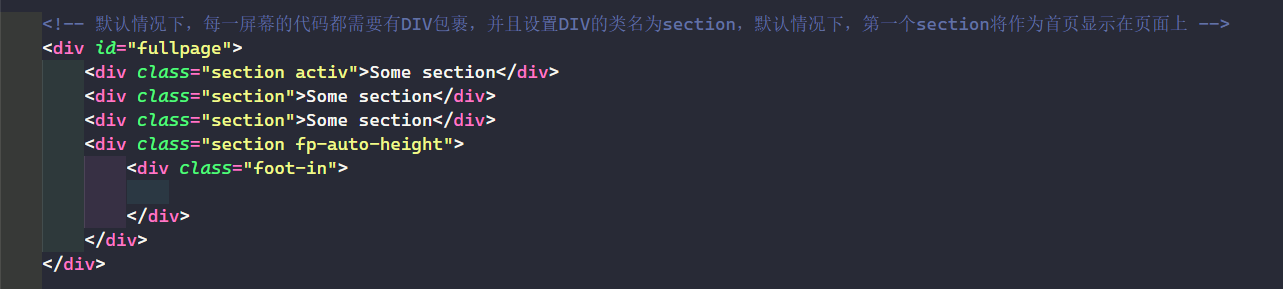 <!-- 默认情况下，每一屏幕的代码都需要有DIV包裹，并且设置DIV的类名为section，默认情况下，第一个section将作为首页显示在页面上 -->
<div id="fullpage">
    <div class="section activ">Some section</div>
    <div class="section">Some section</div>
    <div class="section">Some section</div>
    <div class="section fp-auto-height">
        <div class="foot-in">

        </div>
    </div>
</div>